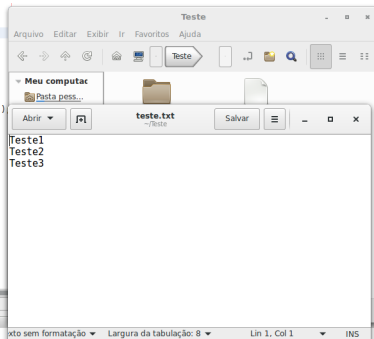 Teste
Arquivo Editar Exibir Ir Favoritos Ajuda
Teste
Meu computac
Pasta pess...
)
Abrir
teste.txt
~/Teste
Salvar
Teste1
Teste2
Teste3
xto sem formatação Largura da tabulação: 8 Lin 1, Col 1 INS